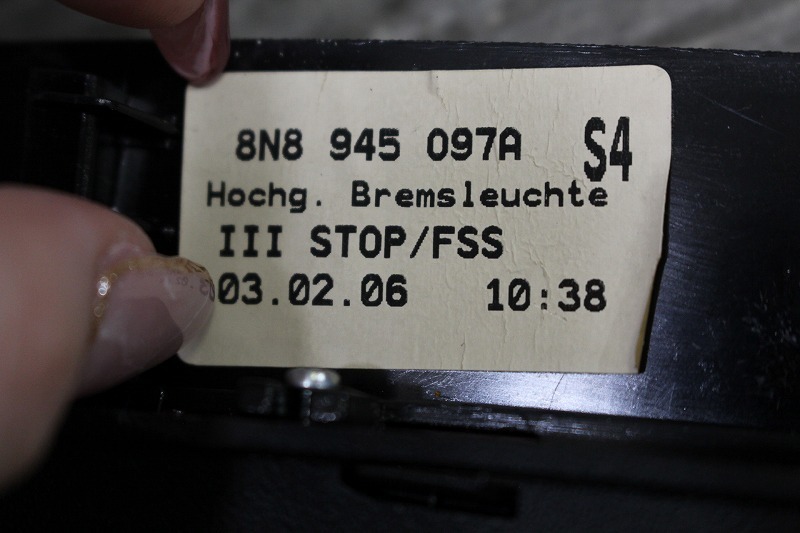 8N8 945 097A S4
Hochg. Bremsleuchte
III STOP/FSS
03.02.06 10:38